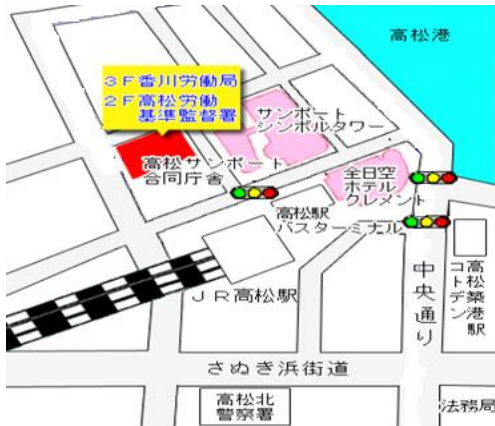 高松港
3F香川労働局
2F高松労働
基準監督署
サンポート
シンボルタワー
高松サンポート
合同庁舎
全日空
ホテル
クレメント
高松駅
バスターミナル
JR高松駅
中央通り
コトデン
高松築港駅
さぬき浜街道
高松北
警察署
法務局